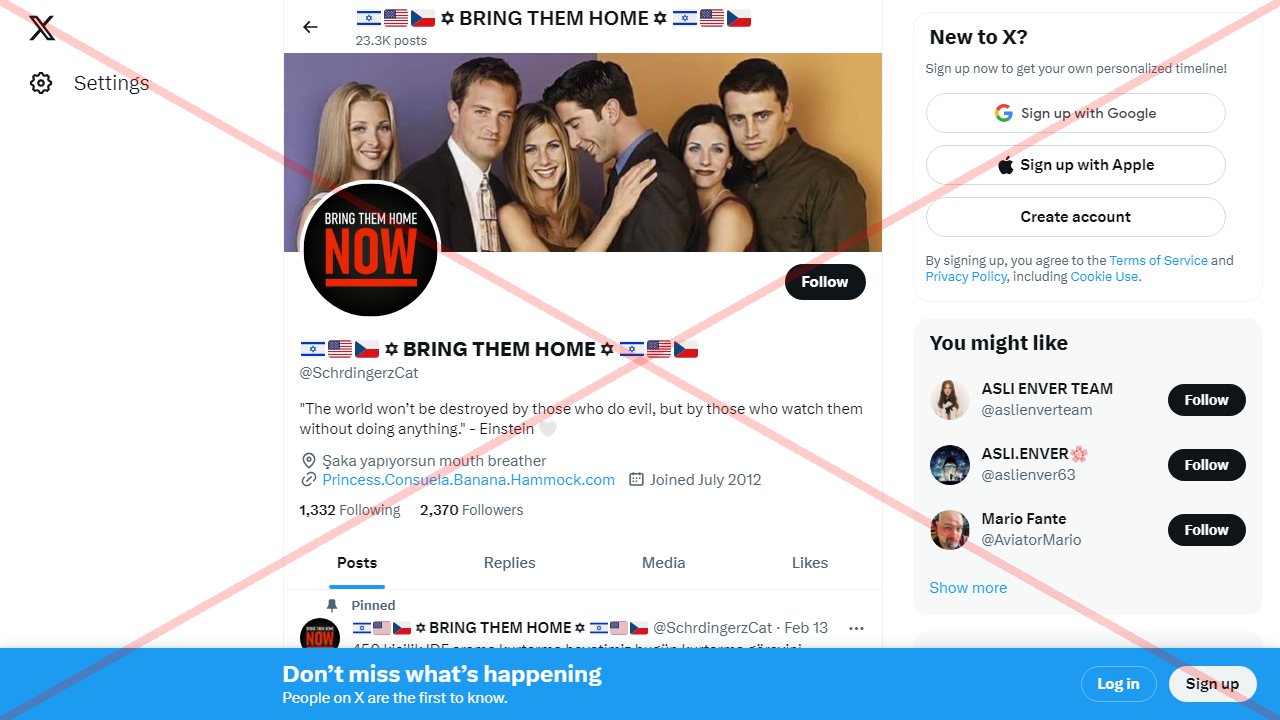 Settings
🇮🇱🇺🇸🇨🇿 ✡ BRING THEM HOME ✡ 🇮🇱🇺🇸🇨🇿
23.3K posts
BRING THEM HOME
NOW
Follow
🇮🇱🇺🇸🇨🇿 ✡ BRING THEM HOME ✡ 🇮🇱🇺🇸🇨🇿
@SchrdingerzCat
"The world won’t be destroyed by those who do evil, but by those who watch them
without doing anything." - Einstein 🤍
Şaka yapıyorsun mouth breather
Princess.Consuela.Banana.Hammock.com Joined July 2012
1,332 Following 2,370 Followers
Posts Replies Media Likes
Pinned
BRING THEM HOME
NOW
🇮🇱🇺🇸🇨🇿 ✡ BRING THEM HOME ✡ 🇮🇱🇺🇸🇨🇿 @SchrdingerzCat · Feb 13
New to X?
Sign up now to get your own personalized timeline!
Sign up with Google
Sign up with Apple
Create account
By signing up, you agree to the Terms of Service and
Privacy Policy, including Cookie Use.
You might like
ASLI ENVER TEAM
@aslienverteam
Follow
ASLI.ENVER🌸
@aslienver63
Follow
Mario Fante
@AviatorMario
Follow
Show more
Don’t miss what’s happening
People on X are the first to know.
Log in
Sign up